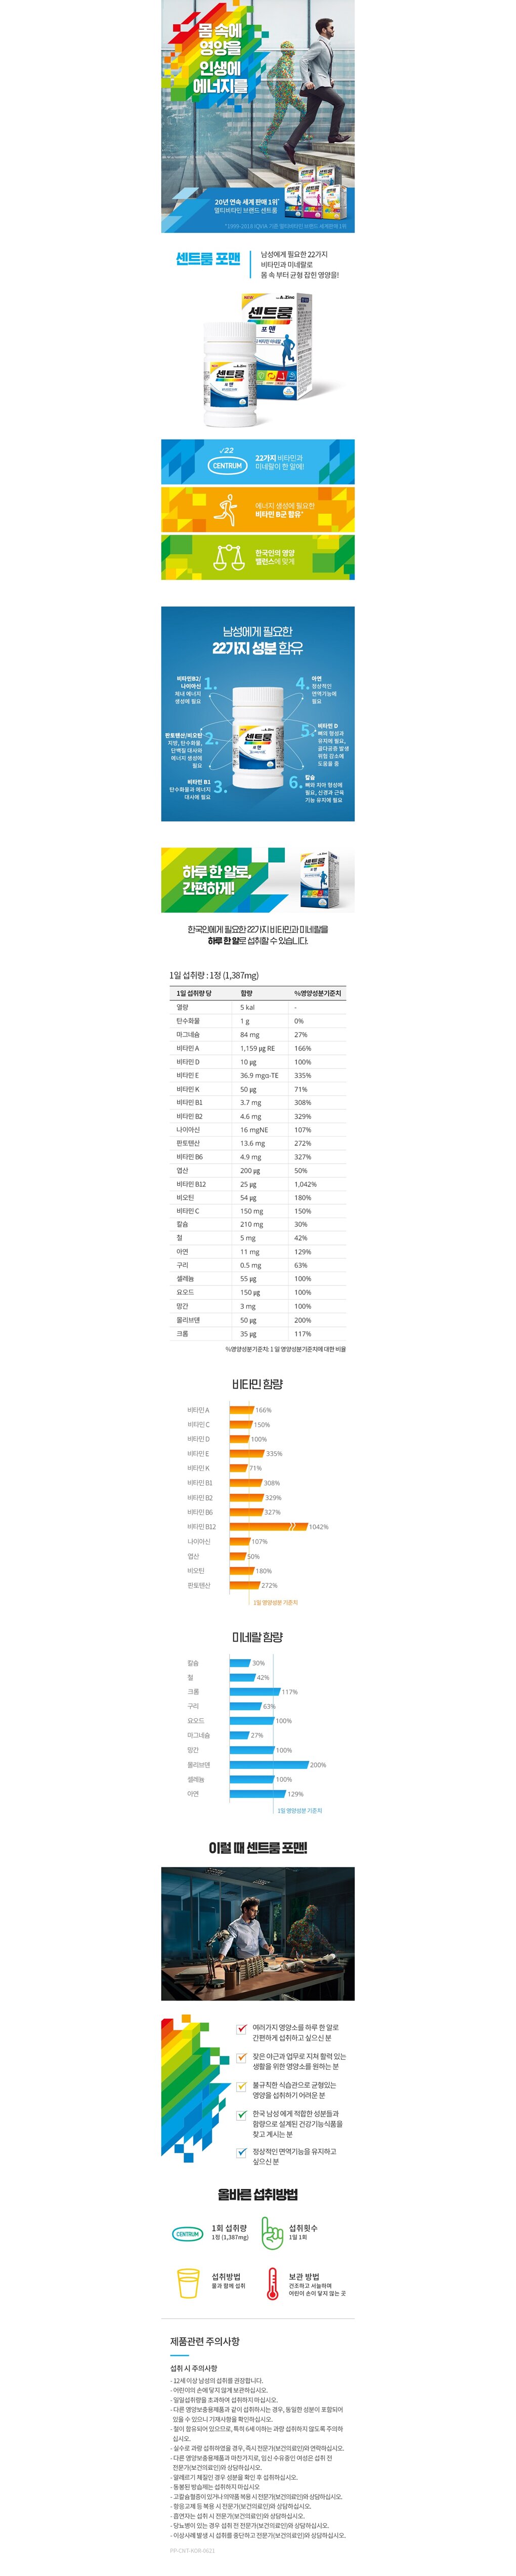 몸 속에
영양을
인생에
에너지를
20년 연속 세계 판매 1위*
멀티비타민 브랜드 센트룸
*1999-2018 IQVIA 기준 멀티비타민 브랜드 세계판매 1위
센트룸 포맨
남성에게 필요한 22가지
비타민과 미네랄로
몸 속 부터 균형 잡힌 영양을!
NEW
A to Zinc
센트룸
포맨
센트룸
포맨
✓22
CENTRUM
22가지 비타민과
미네랄이 한 알에!
에너지 생성에 필요한
비타민 B군 함유*
한국인의 영양
밸런스에 맞게
남성에게 필요한
22가지 성분 함유
비타민B2/
나이아신
체내 에너지
생성에 필요
1.
판토텐산/비오틴
지방, 탄수화물,
단백질 대사와
에너지 생성에
필요
2.
비타민 B1
탄수화물과 에너지
대사에 필요
3.
4.
아연
정상적인
면역기능에
필요
5.
비타민 D
뼈의 형성과
유지에 필요,
골다공증 발생
위험 감소에
도움을 줌
6.
칼슘
뼈와 치아 형성에
필요, 신경과 근육
기능 유지에 필요
센트룸
포맨
하루 한 알로,
간편하게!
센트룸
포맨
한국인에게 필요한 22가지 비타민과 미네랄을
하루 한 알로 섭취할 수 있습니다.
1일 섭취량 : 1정 (1,387mg)
1일 섭취량 당 함량 %영양성분기준치
열량 5 kal -
탄수화물 1 g 0%
마그네슘 84 mg 27%
비타민 A 1,159 μg RE 166%
비타민 D 10 μg 100%
비타민 E 36.9 mgα-TE 335%
비타민 K 50 μg 71%
비타민 B1 3.7 mg 308%
비타민 B2 4.6 mg 329%
나이아신 16 mgNE 107%
판토텐산 13.6 mg 272%
비타민 B6 4.9 mg 327%
엽산 200 μg 50%
비타민 B12 25 μg 1,042%
비오틴 54 μg 180%
비타민 C 150 mg 150%
칼슘 210 mg 30%
철 5 mg 42%
아연 11 mg 129%
구리 0.5 mg 63%
셀레늄 55 μg 100%
요오드 150 μg 100%
망간 3 mg 100%
몰리브덴 50 μg 200%
크롬 35 μg 117%
%영양성분기준치: 1 일 영양성분기준치에 대한 비율
비타민 함량
비타민 A 166%
비타민 C 150%
비타민 D 100%
비타민 E 335%
비타민 K 71%
비타민 B1 308%
비타민 B2 329%
비타민 B6 327%
비타민 B12 1042%
나이아신 107%
엽산 50%
비오틴 180%
판토텐산 272%
1일 영양성분 기준치
미네랄 함량
칼슘 30%
철 42%
크롬 117%
구리 63%
요오드 100%
마그네슘 27%
망간 100%
몰리브덴 200%
셀레늄 100%
아연 129%
1일 영양성분 기준치
이럴 때 센트룸 포맨!
여러가지 영양소를 하루 한 알로
간편하게 섭취하고 싶으신 분
잦은 야근과 업무로 지쳐 활력 있는
생활을 위한 영양소를 원하는 분
불규칙한 식습관으로 균형있는
영양을 섭취하기 어려운 분
한국 남성 에게 적합한 성분들과
함량으로 설계된 건강기능식품을
찾고 계시는 분
정상적인 면역기능을 유지하고
싶으신 분
올바른 섭취방법
CENTRUM
1회 섭취량
1정 (1,387mg)
섭취횟수
1일 1회
섭취방법
물과 함께 섭취
보관 방법
건조하고 서늘하며
어린이 손이 닿지 않는 곳
제품관련 주의사항
섭취 시 주의사항
- 12세 이상 남성의 섭취를 권장합니다.
- 어린이의 손에 닿지 않게 보관하십시오.
- 일일섭취량을 초과하여 섭취하지 마십시오.
- 다른 영양보충용제품과 같이 섭취하시는 경우, 동일한 성분이 포함되어
있을 수 있으니 기재사항을 확인하십시오.
- 철이 함유되어 있으므로, 특히 6세 이하는 과량 섭취하지 않도록 주의하
십시오.
- 실수로 과량 섭취하였을 경우, 즉시 전문가(보건의료인)와 연락하십시오.
- 다른 영양보충용제품과 마찬가지로, 임신 수유중인 여성은 섭취 전
전문가(보건의료인)와 상담하십시오.
- 알레르기 체질인 경우 성분을 확인 후 섭취하십시오.
- 동봉된 방습제는 섭취하지 마십시오
- 고칼슘혈증이 있거나 의약품 복용 시 전문가(보건의료인)와 상담하십시오.
- 항응고제 등 복용 시 전문가(보건의료인)와 상담하십시오.
- 흡연자는 섭취 시 전문가(보건의료인)와 상담하십시오.
- 당뇨병이 있는 경우 섭취 전 전문가(보건의료인)와 상담하십시오.
- 이상사례 발생 시 섭취를 중단하고 전문가(보건의료인)와 상담하십시오.
PP-CNT-ROR-0621